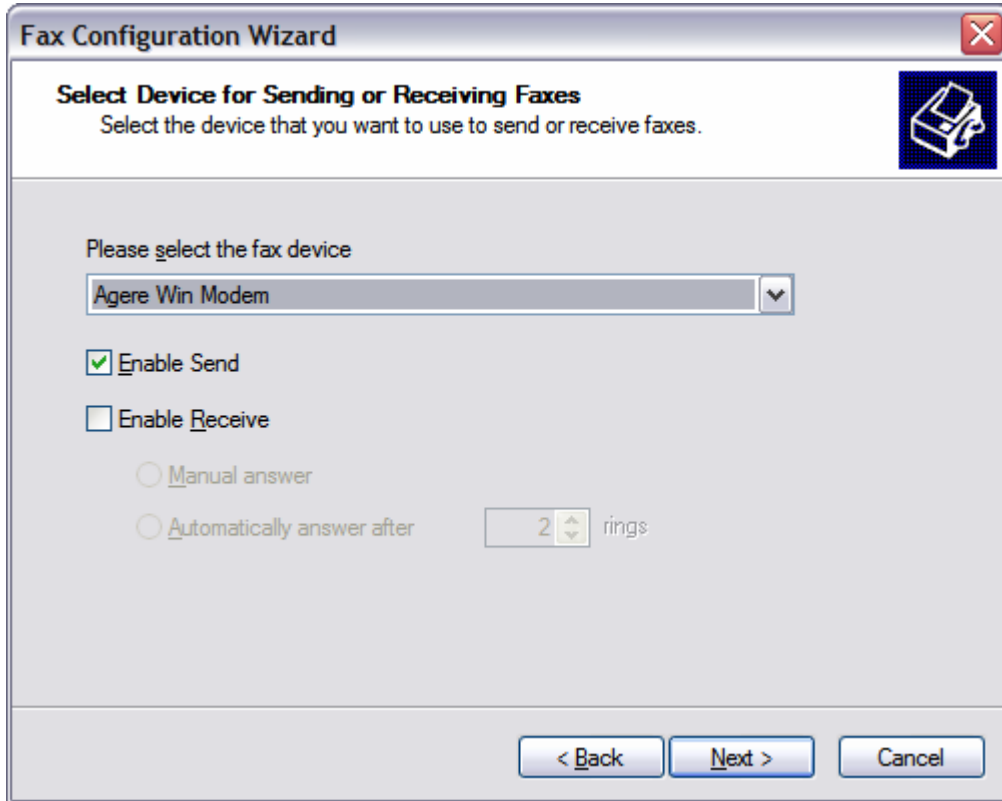 Fax Configuration Wizard
Select Device for Sending or Receiving Faxes
Select the device that you want to use to send or receive faxes.
Please select the fax device
Agere Win Modem
Enable Send
Enable Receive
Manual answer
Automatically answer after 2 rings
< Back Next > Cancel